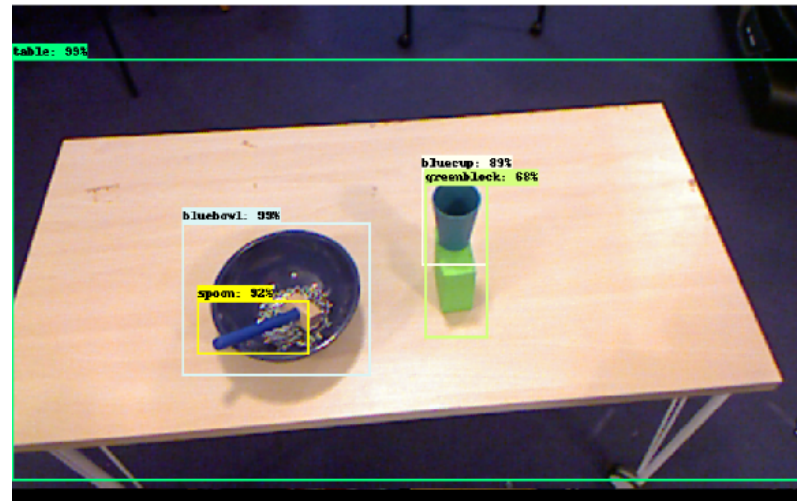 table: 99%
bluecup: 89%
greenblock: 68%
bluebowl: 99%
spoon: 92%